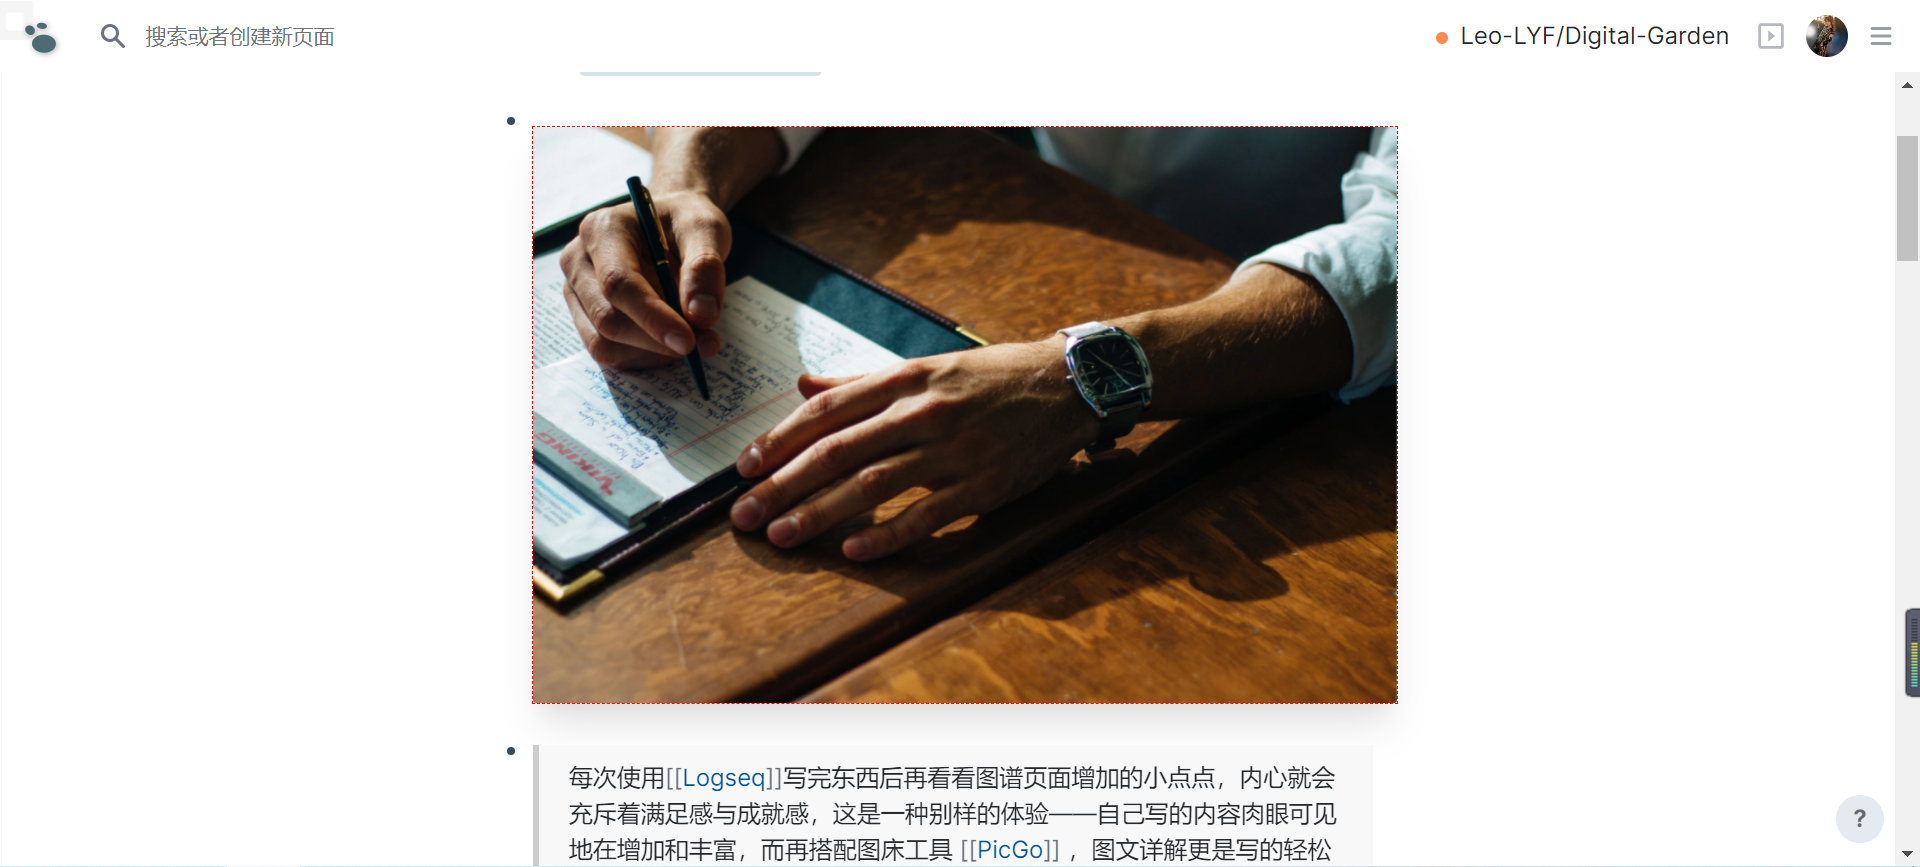 搜索或者创建新页面
Leo-LYF/Digital-Garden
VIKING
每次使用[[Logseq]]写完东西后再看看图谱页面增加的小点点，内心就会
充斥着满足感与成就感，这是一种别样的体验——自己写的内容肉眼可见
地在增加和丰富，而再搭配图床工具 [[PicGo]] ，图文详解更是写的轻松
?